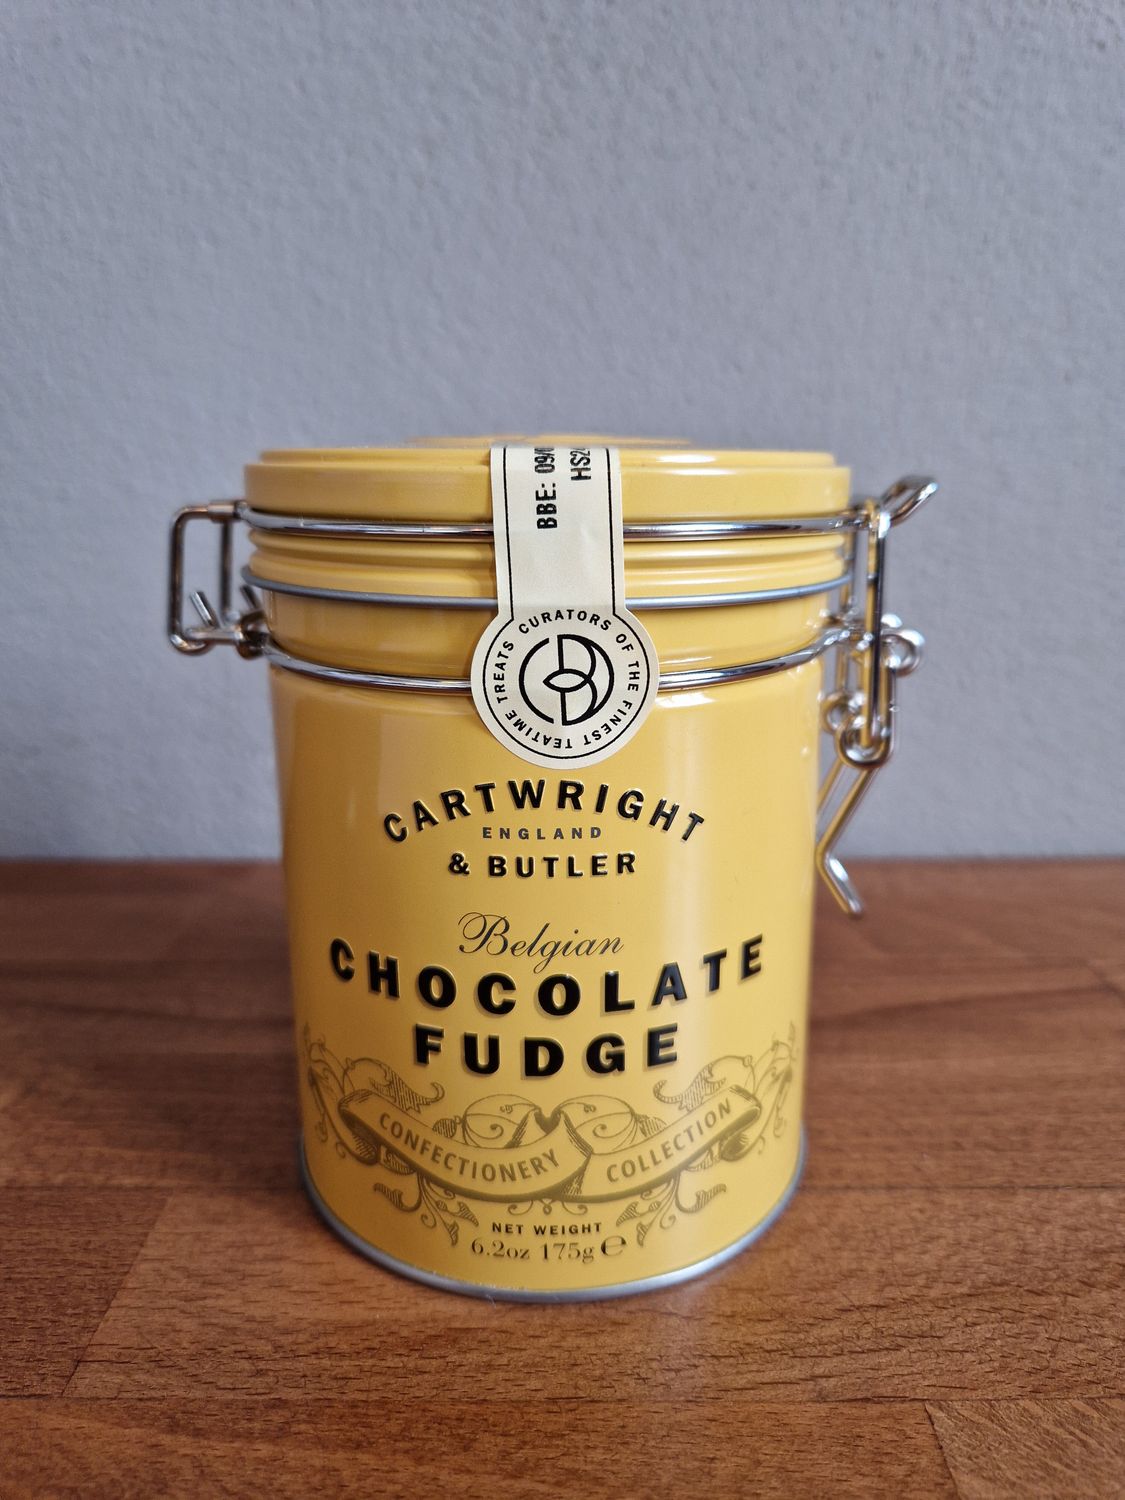 BBE: 09/
HS2
CURATORS OF THE FINEST TEATIME TREATS
CARTWRIGHT
ENGLAND
& BUTLER
Belgian
CHOCOLATE
FUDGE
CONFECTIONERY COLLECTION
NET WEIGHT
6.2oz 175g ℮